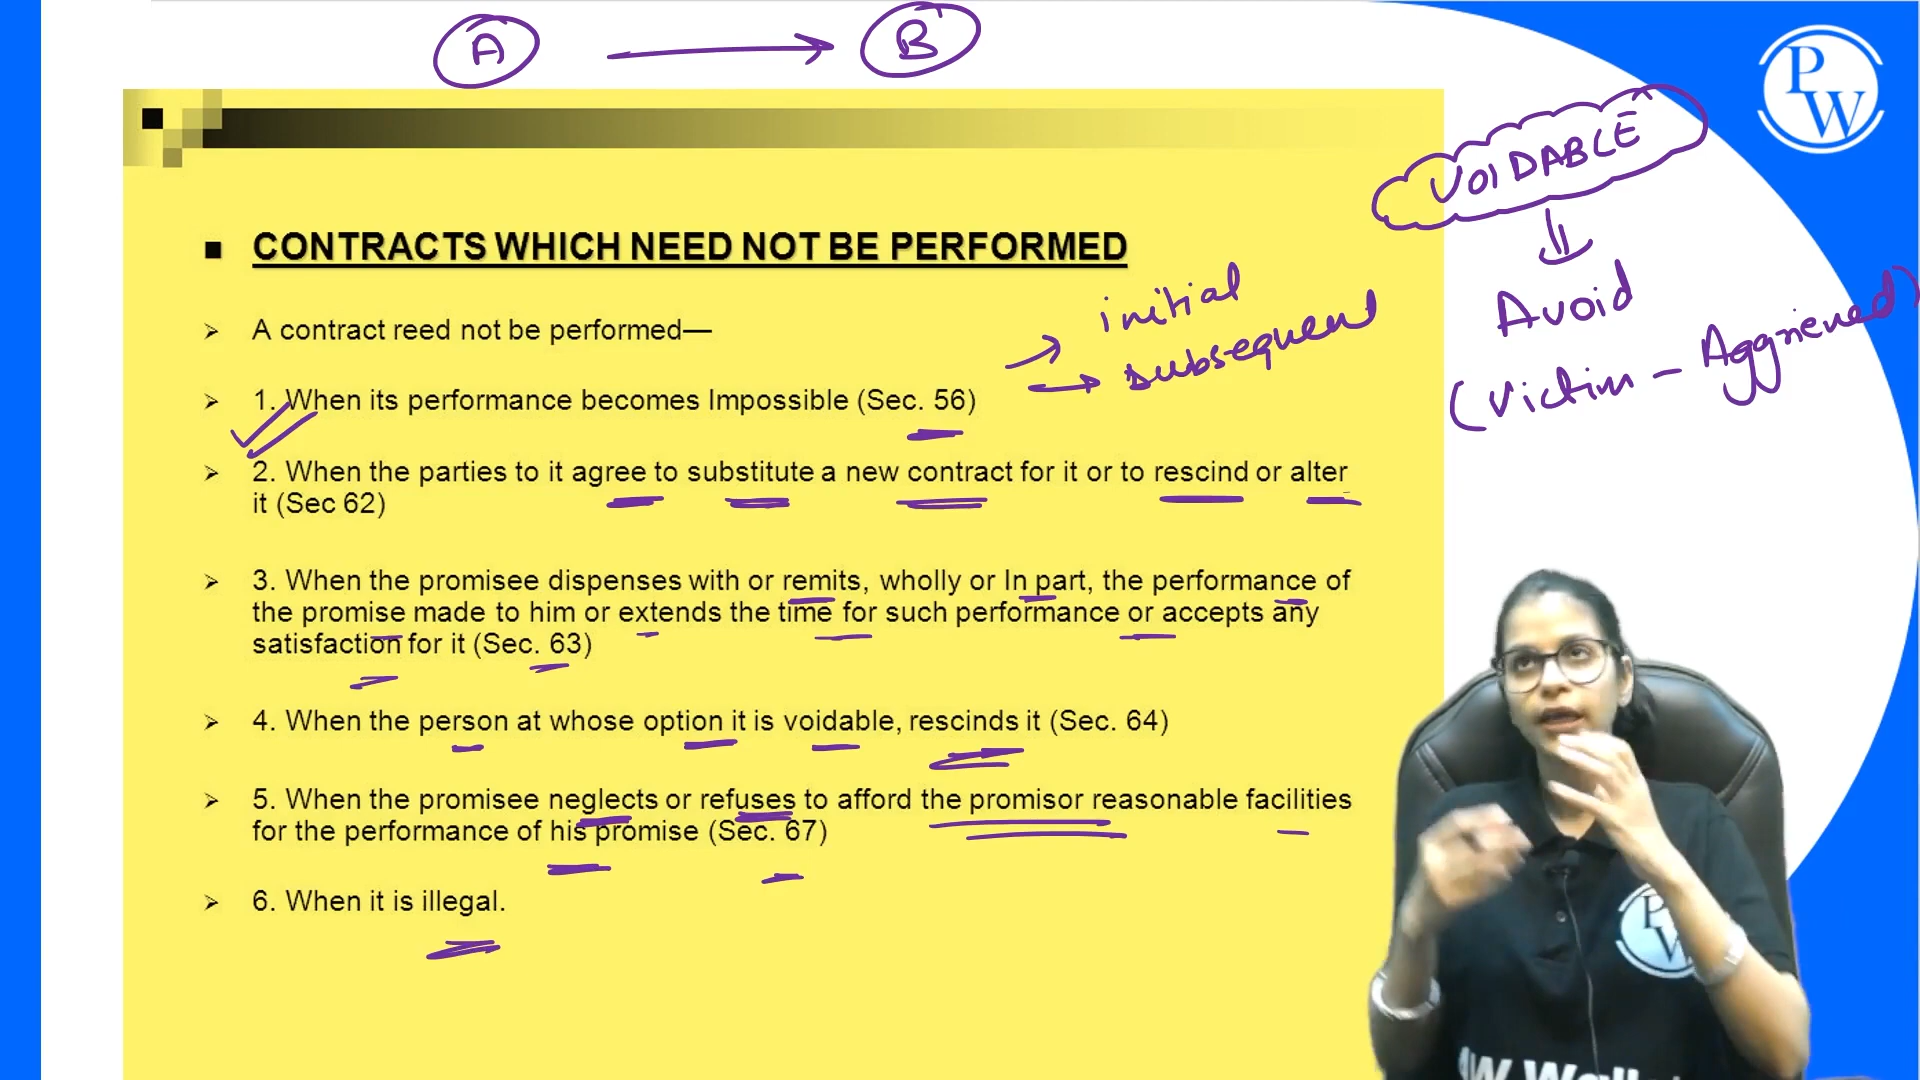 A → B
PW
VOIDABLE
Avoid
(Victim - Aggrieved)
CONTRACTS WHICH NEED NOT BE PERFORMED
A contract reed not be performed—
→ initial
→ subsequent
1. When its performance becomes Impossible (Sec. 56)
2. When the parties to it agree to substitute a new contract for it or to rescind or alter
it (Sec 62)
3. When the promisee dispenses with or remits, wholly or In part, the performance of
the promise made to him or extends the time for such performance or accepts any
satisfaction for it (Sec. 63)
4. When the person at whose option it is voidable, rescinds it (Sec. 64)
5. When the promisee neglects or refuses to afford the promisor reasonable facilities
for the performance of his promise (Sec. 67)
6. When it is illegal.
PW